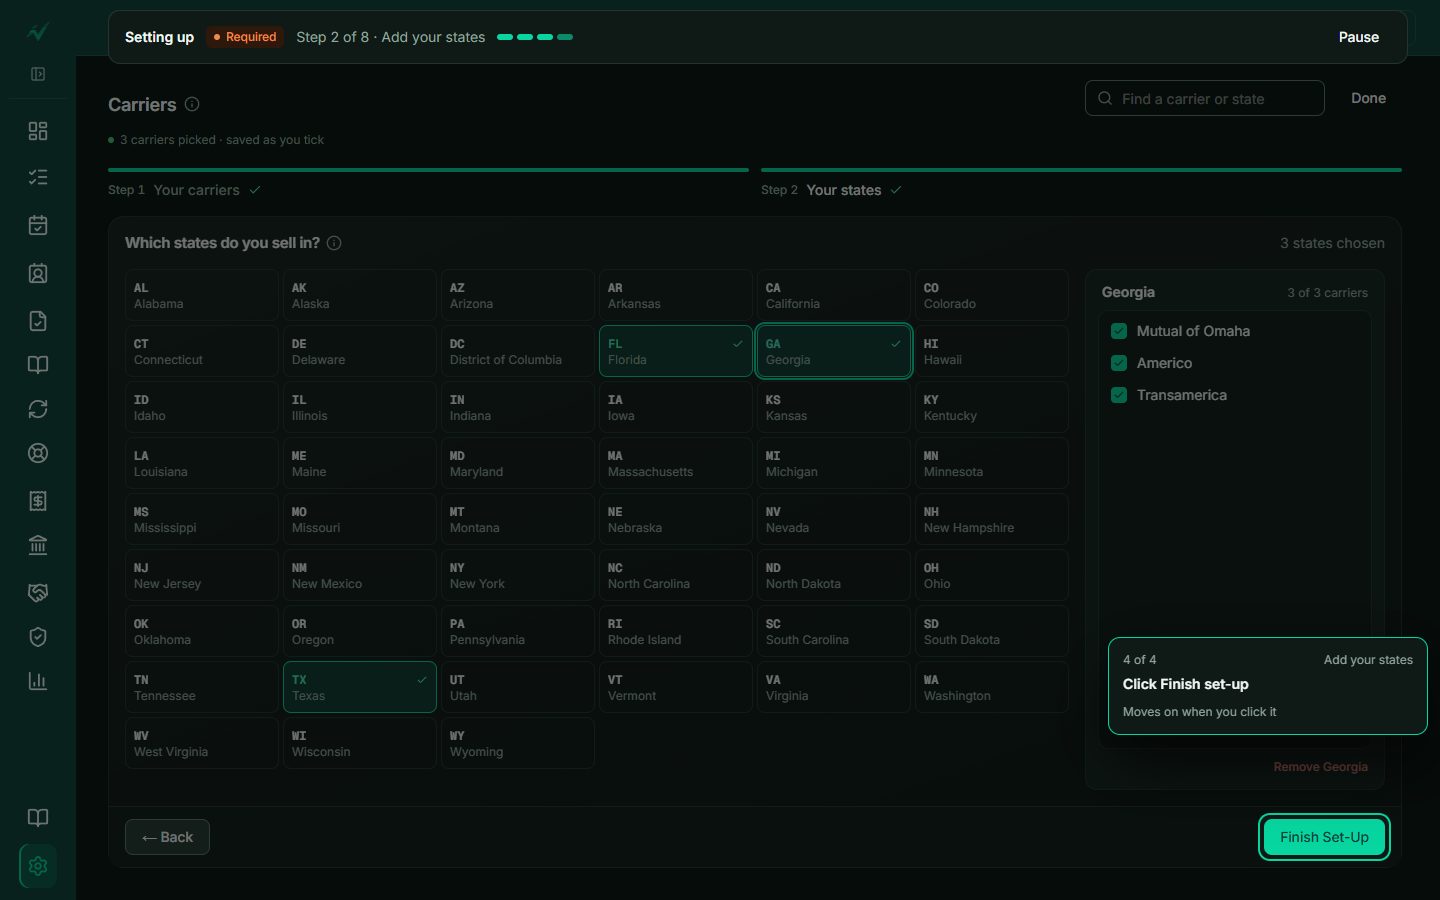 Setting up
Required
Step 2 of 8 · Add your states
Pause
Carriers
Find a carrier or state
Done
3 carriers picked · saved as you tick
Step 1 Your carriers
Step 2 Your states
Which states do you sell in?
3 states chosen
AL
Alabama
AK
Alaska
AZ
Arizona
AR
Arkansas
CA
California
CO
Colorado
CT
Connecticut
DE
Delaware
DC
District of Columbia
FL
Florida
GA
Georgia
HI
Hawaii
ID
Idaho
IL
Illinois
IN
Indiana
IA
Iowa
KS
Kansas
KY
Kentucky
LA
Louisiana
ME
Maine
MD
Maryland
MA
Massachusetts
MI
Michigan
MN
Minnesota
MS
Mississippi
MO
Missouri
MT
Montana
NE
Nebraska
NV
Nevada
NH
New Hampshire
NJ
New Jersey
NM
New Mexico
NY
New York
NC
North Carolina
ND
North Dakota
OH
Ohio
OK
Oklahoma
OR
Oregon
PA
Pennsylvania
RI
Rhode Island
SC
South Carolina
SD
South Dakota
TN
Tennessee
TX
Texas
UT
Utah
VT
Vermont
VA
Virginia
WA
Washington
WV
West Virginia
WI
Wisconsin
WY
Wyoming
Georgia
3 of 3 carriers
Mutual of Omaha
Americo
Transamerica
4 of 4
Add your states
Click Finish set-up
Moves on when you click it
Remove Georgia
← Back
Finish Set-Up